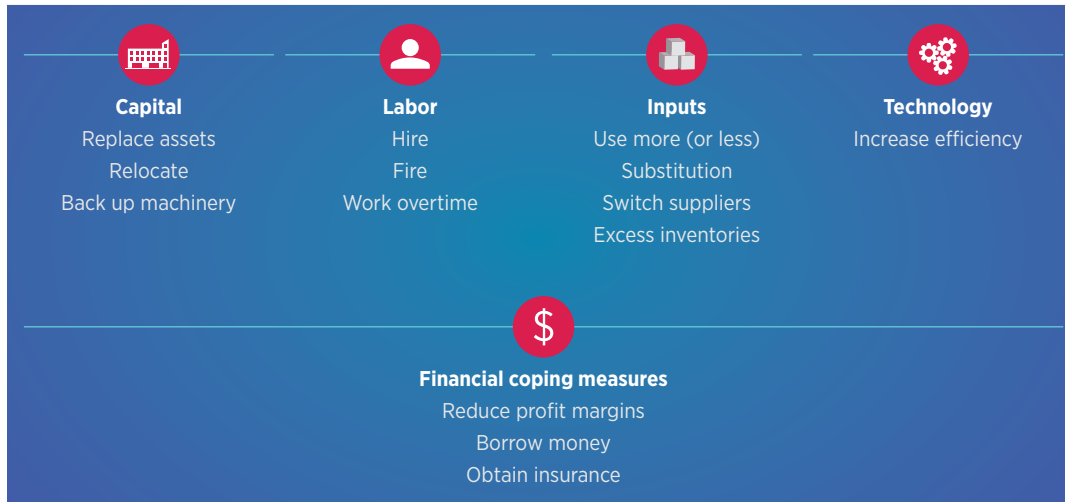 Capital
Replace assets
Relocate
Back up machinery
Labor
Hire
Fire
Work overtime
Inputs
Use more (or less)
Substitution
Switch suppliers
Excess inventories
Technology
Increase efficiency
$
Financial coping measures
Reduce profit margins
Borrow money
Obtain insurance